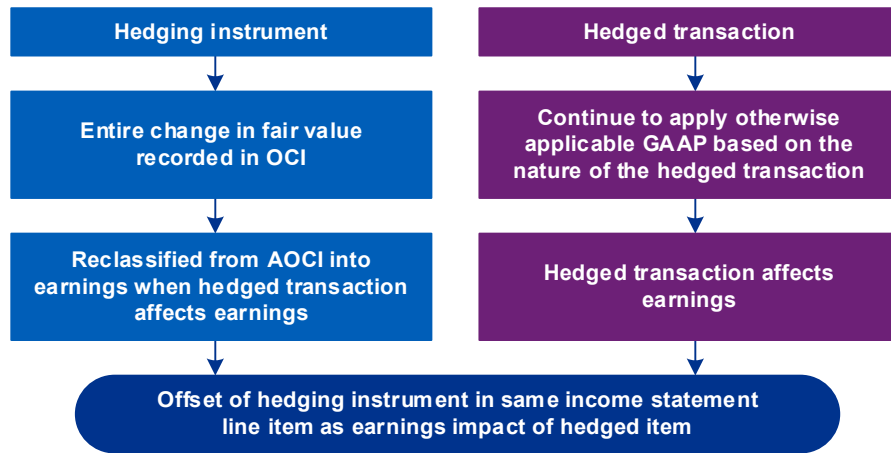 Hedging instrument
Hedged transaction
Entire change in fair value
recorded in OCI
Continue to apply otherwise
applicable GAAP based on the
nature of the hedged transaction
Reclassified from AOCI into
earnings when hedged transaction
affects earnings
Hedged transaction affects
earnings
Offset of hedging instrument in same income statement
line item as earnings impact of hedged item